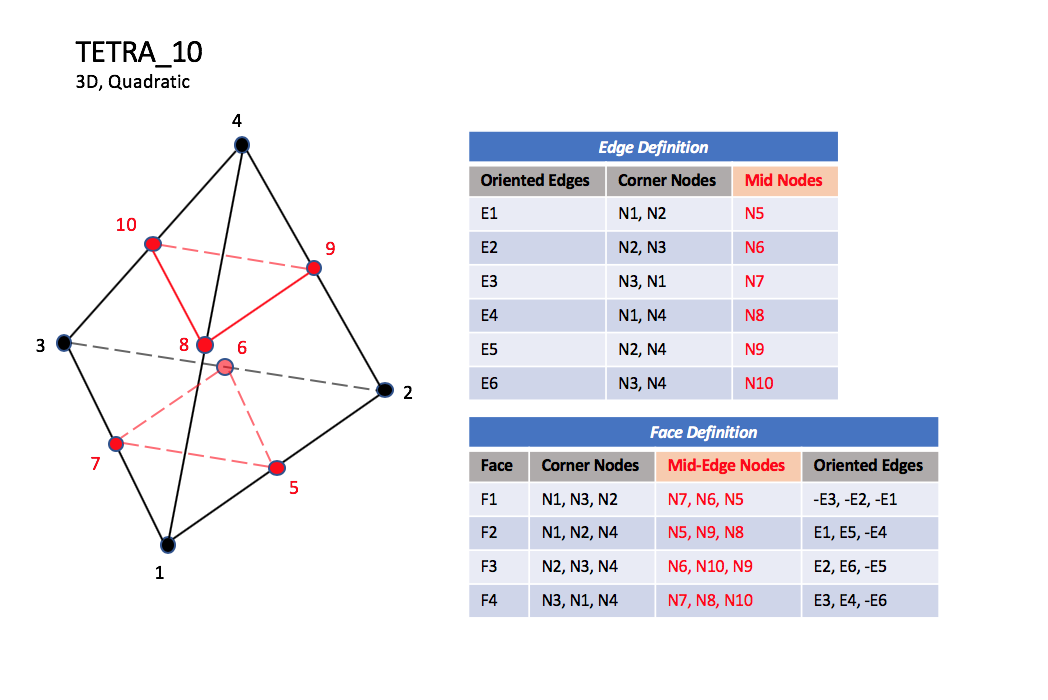 TETRA_10
3D, Quadratic
4
10
9
3
8
6
2
7
5
1
Edge Definition
Oriented Edges Corner Nodes Mid Nodes
E1 N1, N2 N5
E2 N2, N3 N6
E3 N3, N1 N7
E4 N1, N4 N8
E5 N2, N4 N9
E6 N3, N4 N10
Face Definition
Face Corner Nodes Mid-Edge Nodes Oriented Edges
F1 N1, N3, N2 N7, N6, N5 -E3, -E2, -E1
F2 N1, N2, N4 N5, N9, N8 E1, E5, -E4
F3 N2, N3, N4 N6, N10, N9 E2, E6, -E5
F4 N3, N1, N4 N7, N8, N10 E3, E4, -E6